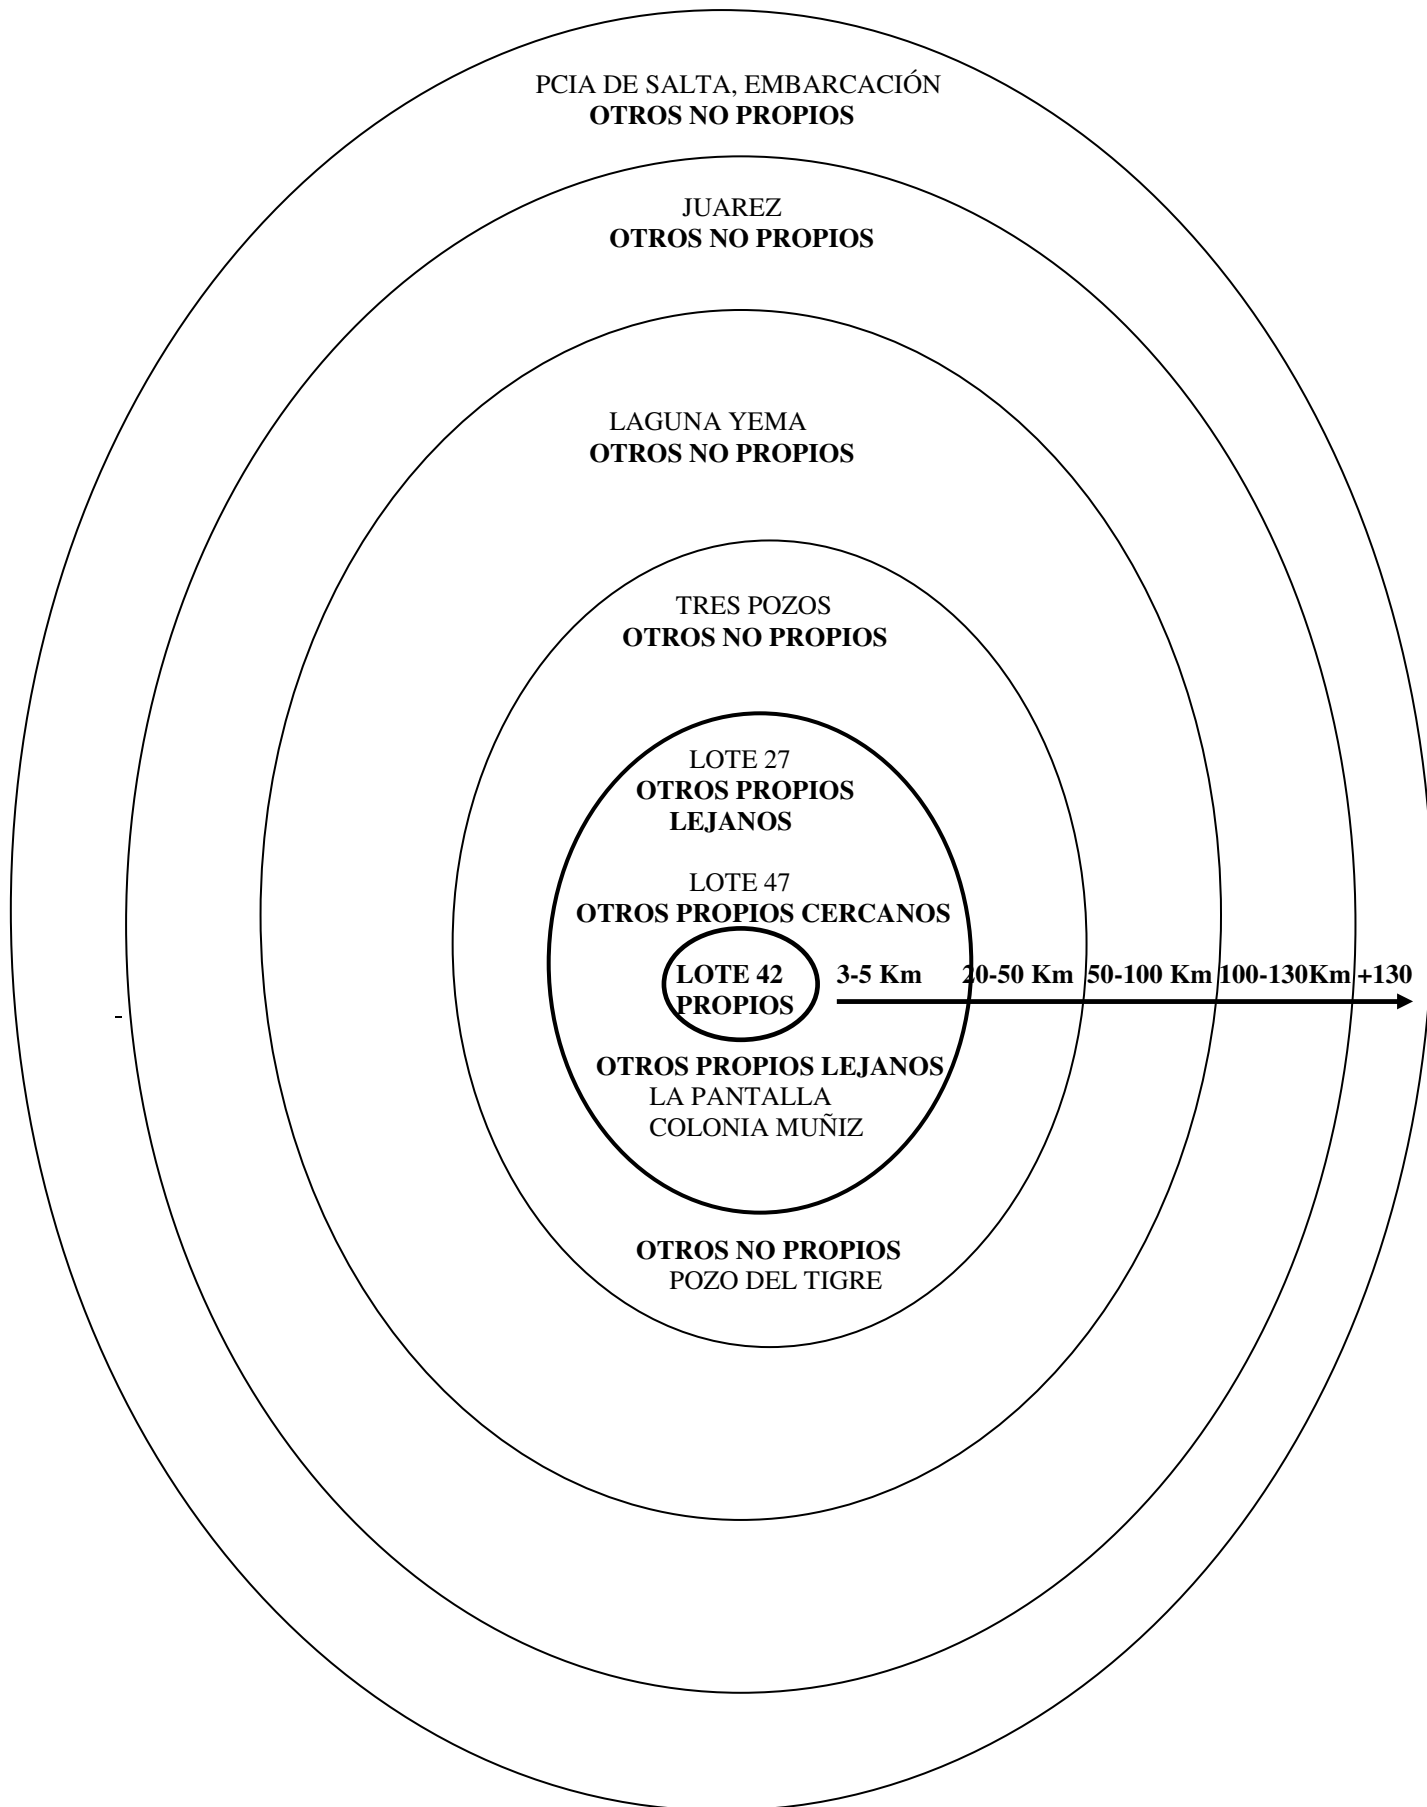 PCIA DE SALTA, EMBARCACIÓN
OTROS NO PROPIOS
JUAREZ
OTROS NO PROPIOS
LAGUNA YEMA
OTROS NO PROPIOS
TRES POZOS
OTROS NO PROPIOS
LOTE 27
OTROS PROPIOS
LEJANOS
LOTE 47
OTROS PROPIOS CERCANOS
LOTE 42
PROPIOS
3-5 Km 20-50 Km 50-100 Km 100-130Km +130
OTROS PROPIOS LEJANOS
LA PANTALLA
COLONIA MUÑIZ
OTROS NO PROPIOS
POZO DEL TIGRE